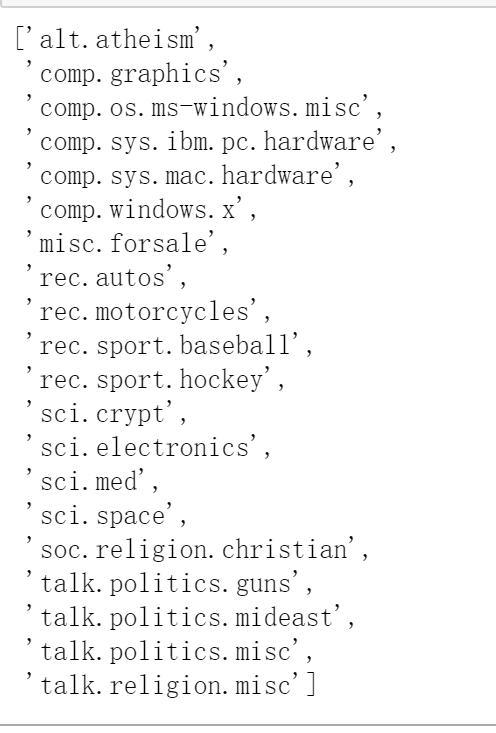 ['alt.atheism',
'comp.graphics',
'comp.os.ms-windows.misc',
'comp.sys.ibm.pc.hardware',
'comp.sys.mac.hardware',
'comp.windows.x',
'misc.forsale',
'rec.autos',
'rec.motorcycles',
'rec.sport.baseball',
'rec.sport.hockey',
'sci.crypt',
'sci.electronics',
'sci.med',
'sci.space',
'soc.religion.christian',
'talk.politics.guns',
'talk.politics.mideast',
'talk.politics.misc',
'talk.religion.misc']